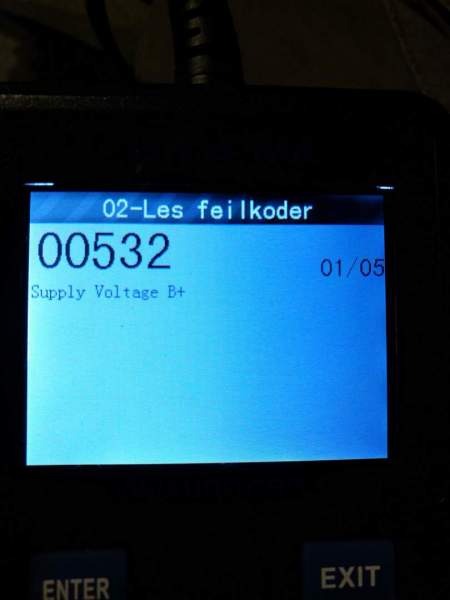 02-Les feilkoder
00532
01/05
Supply Voltage B+
ENTER
EXIT